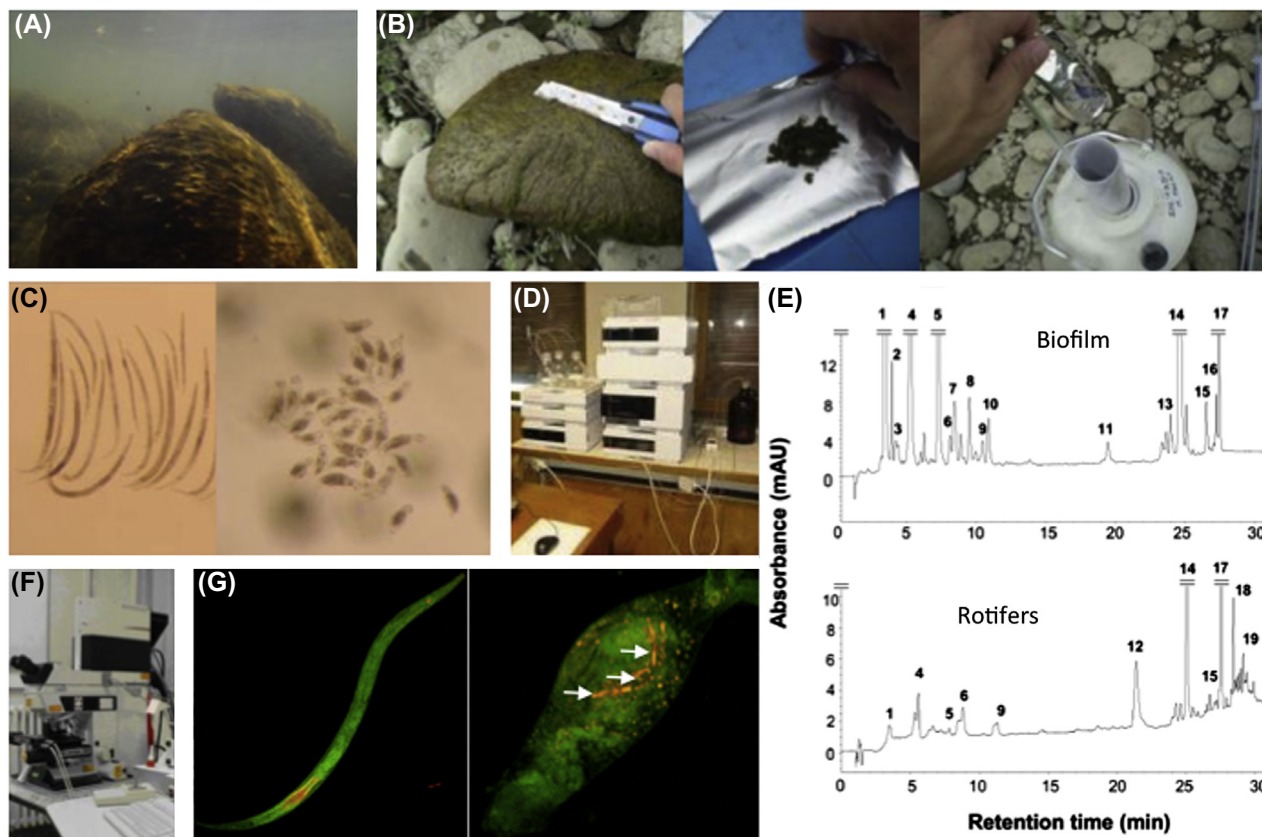 (A)
(B)
(C)
(D)
(E)
Biofilm
1 2 3 4 5 6 7 8 9 10 11 13 14 15 16 17
12
8
4
0
0 5 10 15 20 25 30
Absorbance (mAU)
(F)
(G)
Rotifers
1 4 5 6 9 12 14 15 17 18 19
10
8
6
4
2
0
0 5 10 15 20 25 30
Retention time (min)